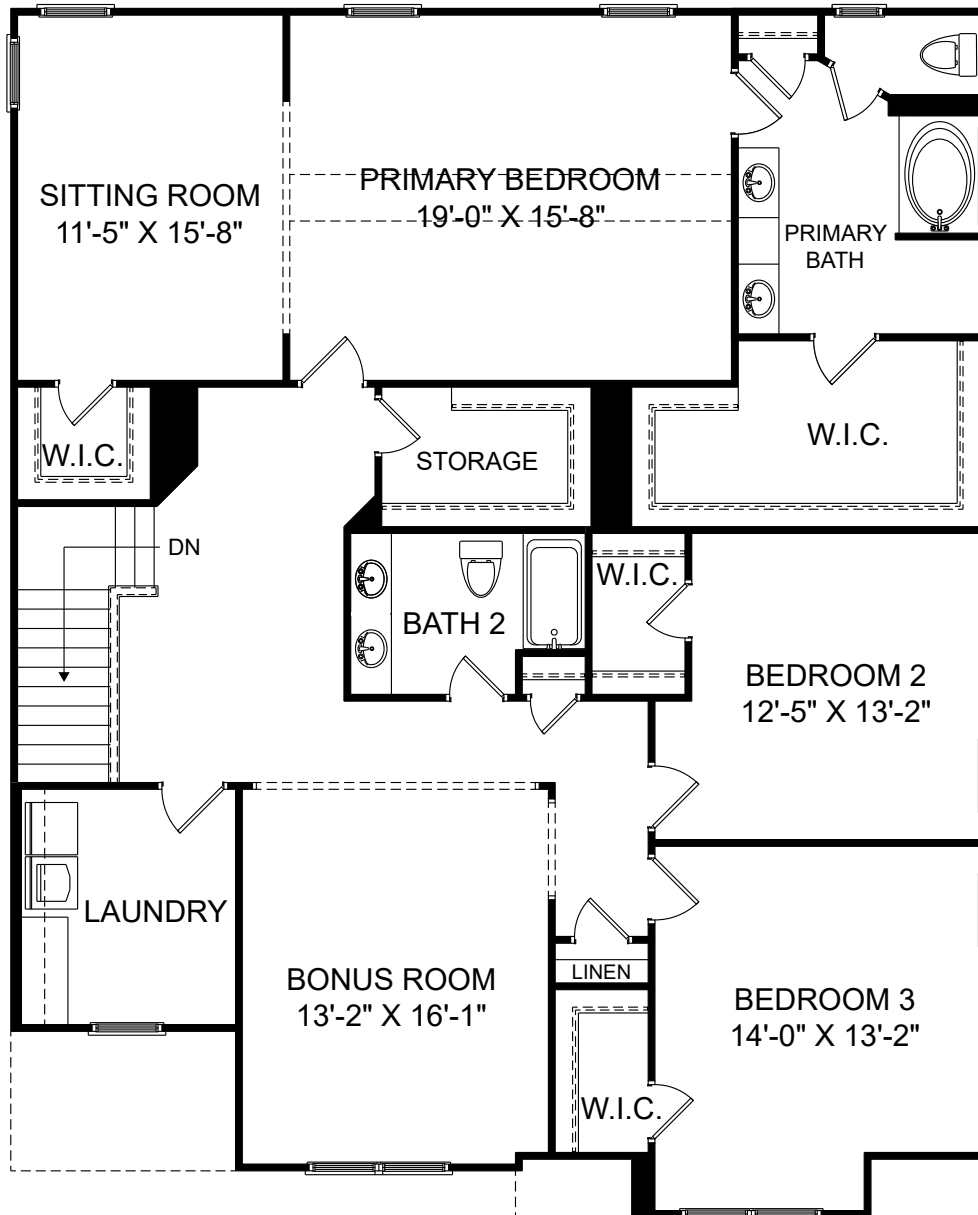 SITTING ROOM
11'-5" X 15'-8"
PRIMARY BEDROOM
19'-0" X 15'-8"
PRIMARY
BATH
W.I.C.
STORAGE
W.I.C.
DN
BATH 2
W.I.C.
BEDROOM 2
12'-5" X 13'-2"
LAUNDRY
BONUS ROOM
13'-2" X 16'-1"
LINEN
BEDROOM 3
14'-0" X 13'-2"
W.I.C.